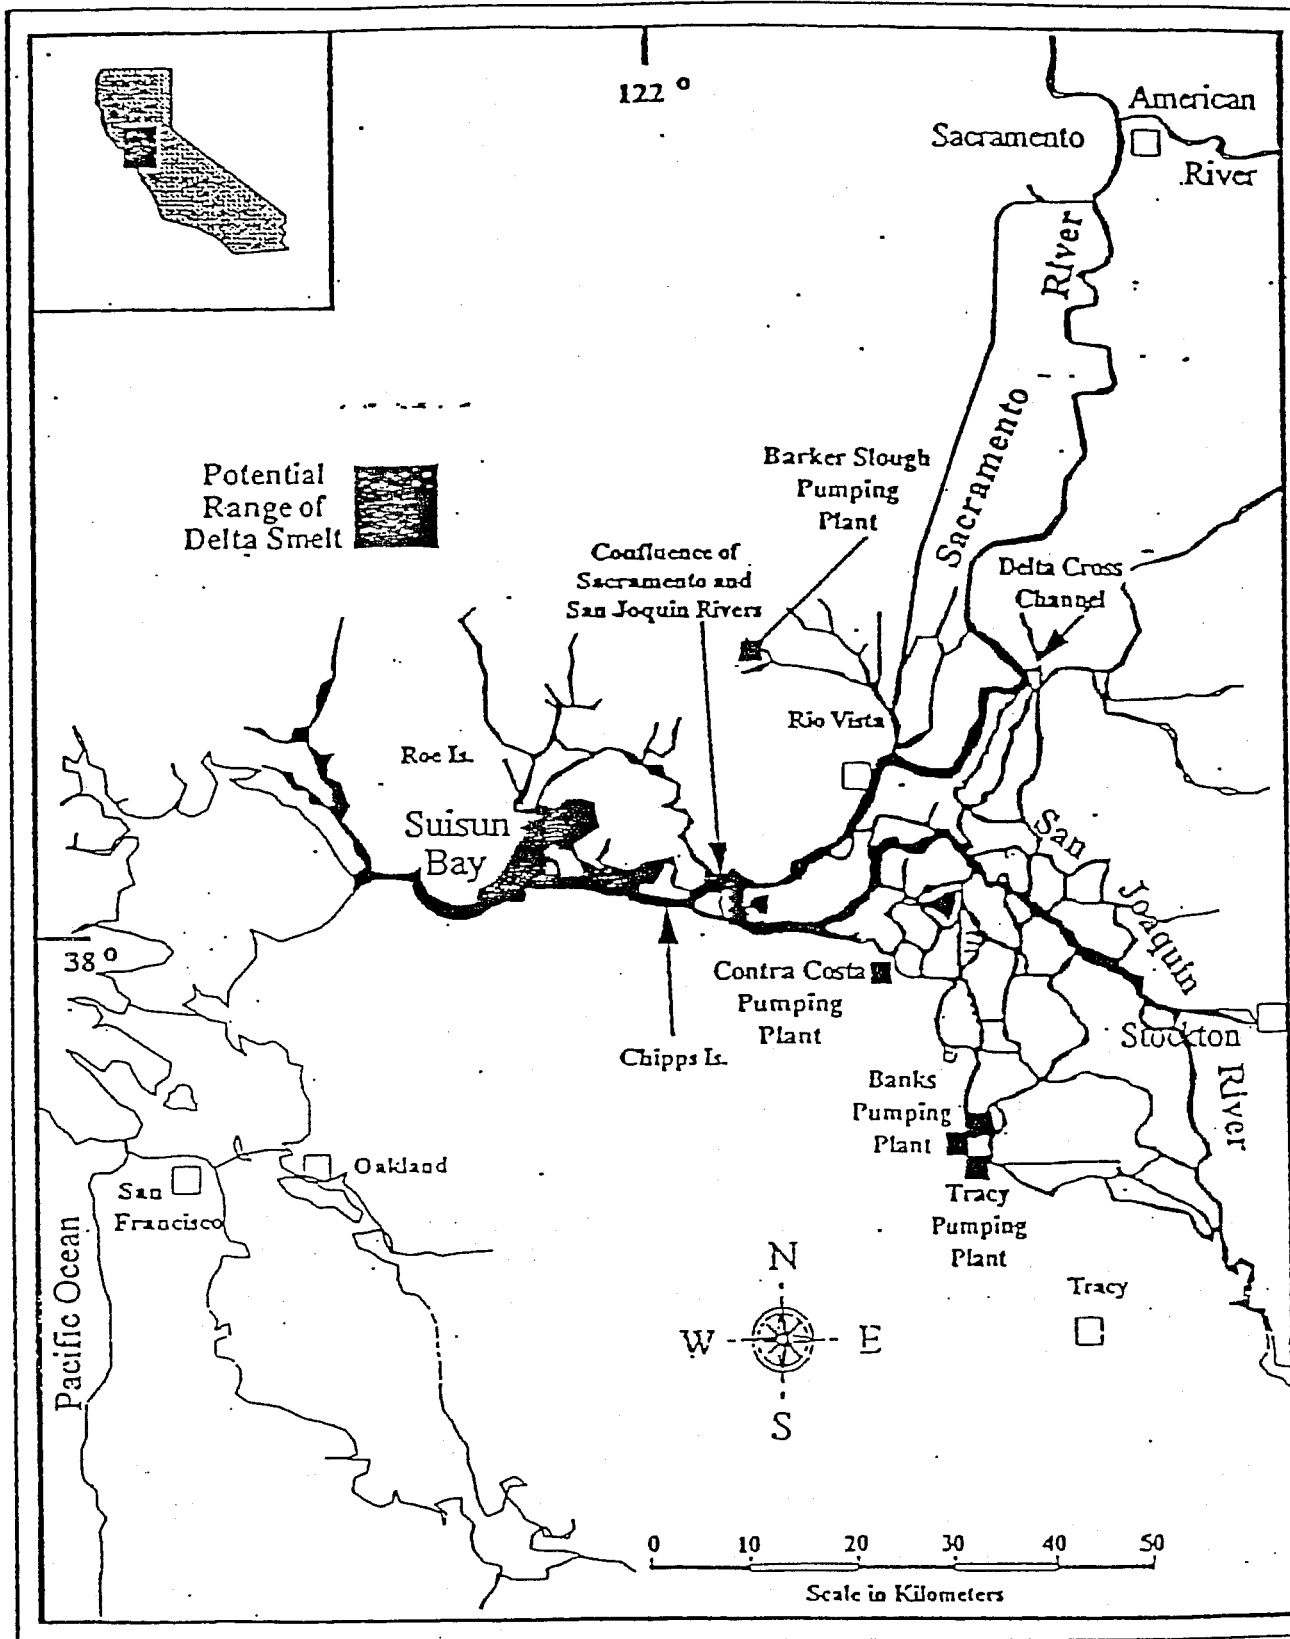 122 °
American
River
Sacramento
Sacramento River
Potential
Range of
Delta Smelt
Barker Slough
Pumping
Plant
Confluence of
Sacramento and
San Joquin Rivers
Delta Cross
Channel
Rio Vista
Roe Is.
Suisun
Bay
San Joaquin River
38 °
Contra Costa
Pumping
Plant
Chipps Is.
Stockton
Banks
Pumping
Plant
Oakland
San
Francisco
Tracy
Pumping
Plant
Pacific Ocean
Tracy
N
W E
S
0 10 20 30 40 50
Scale in Kilometers